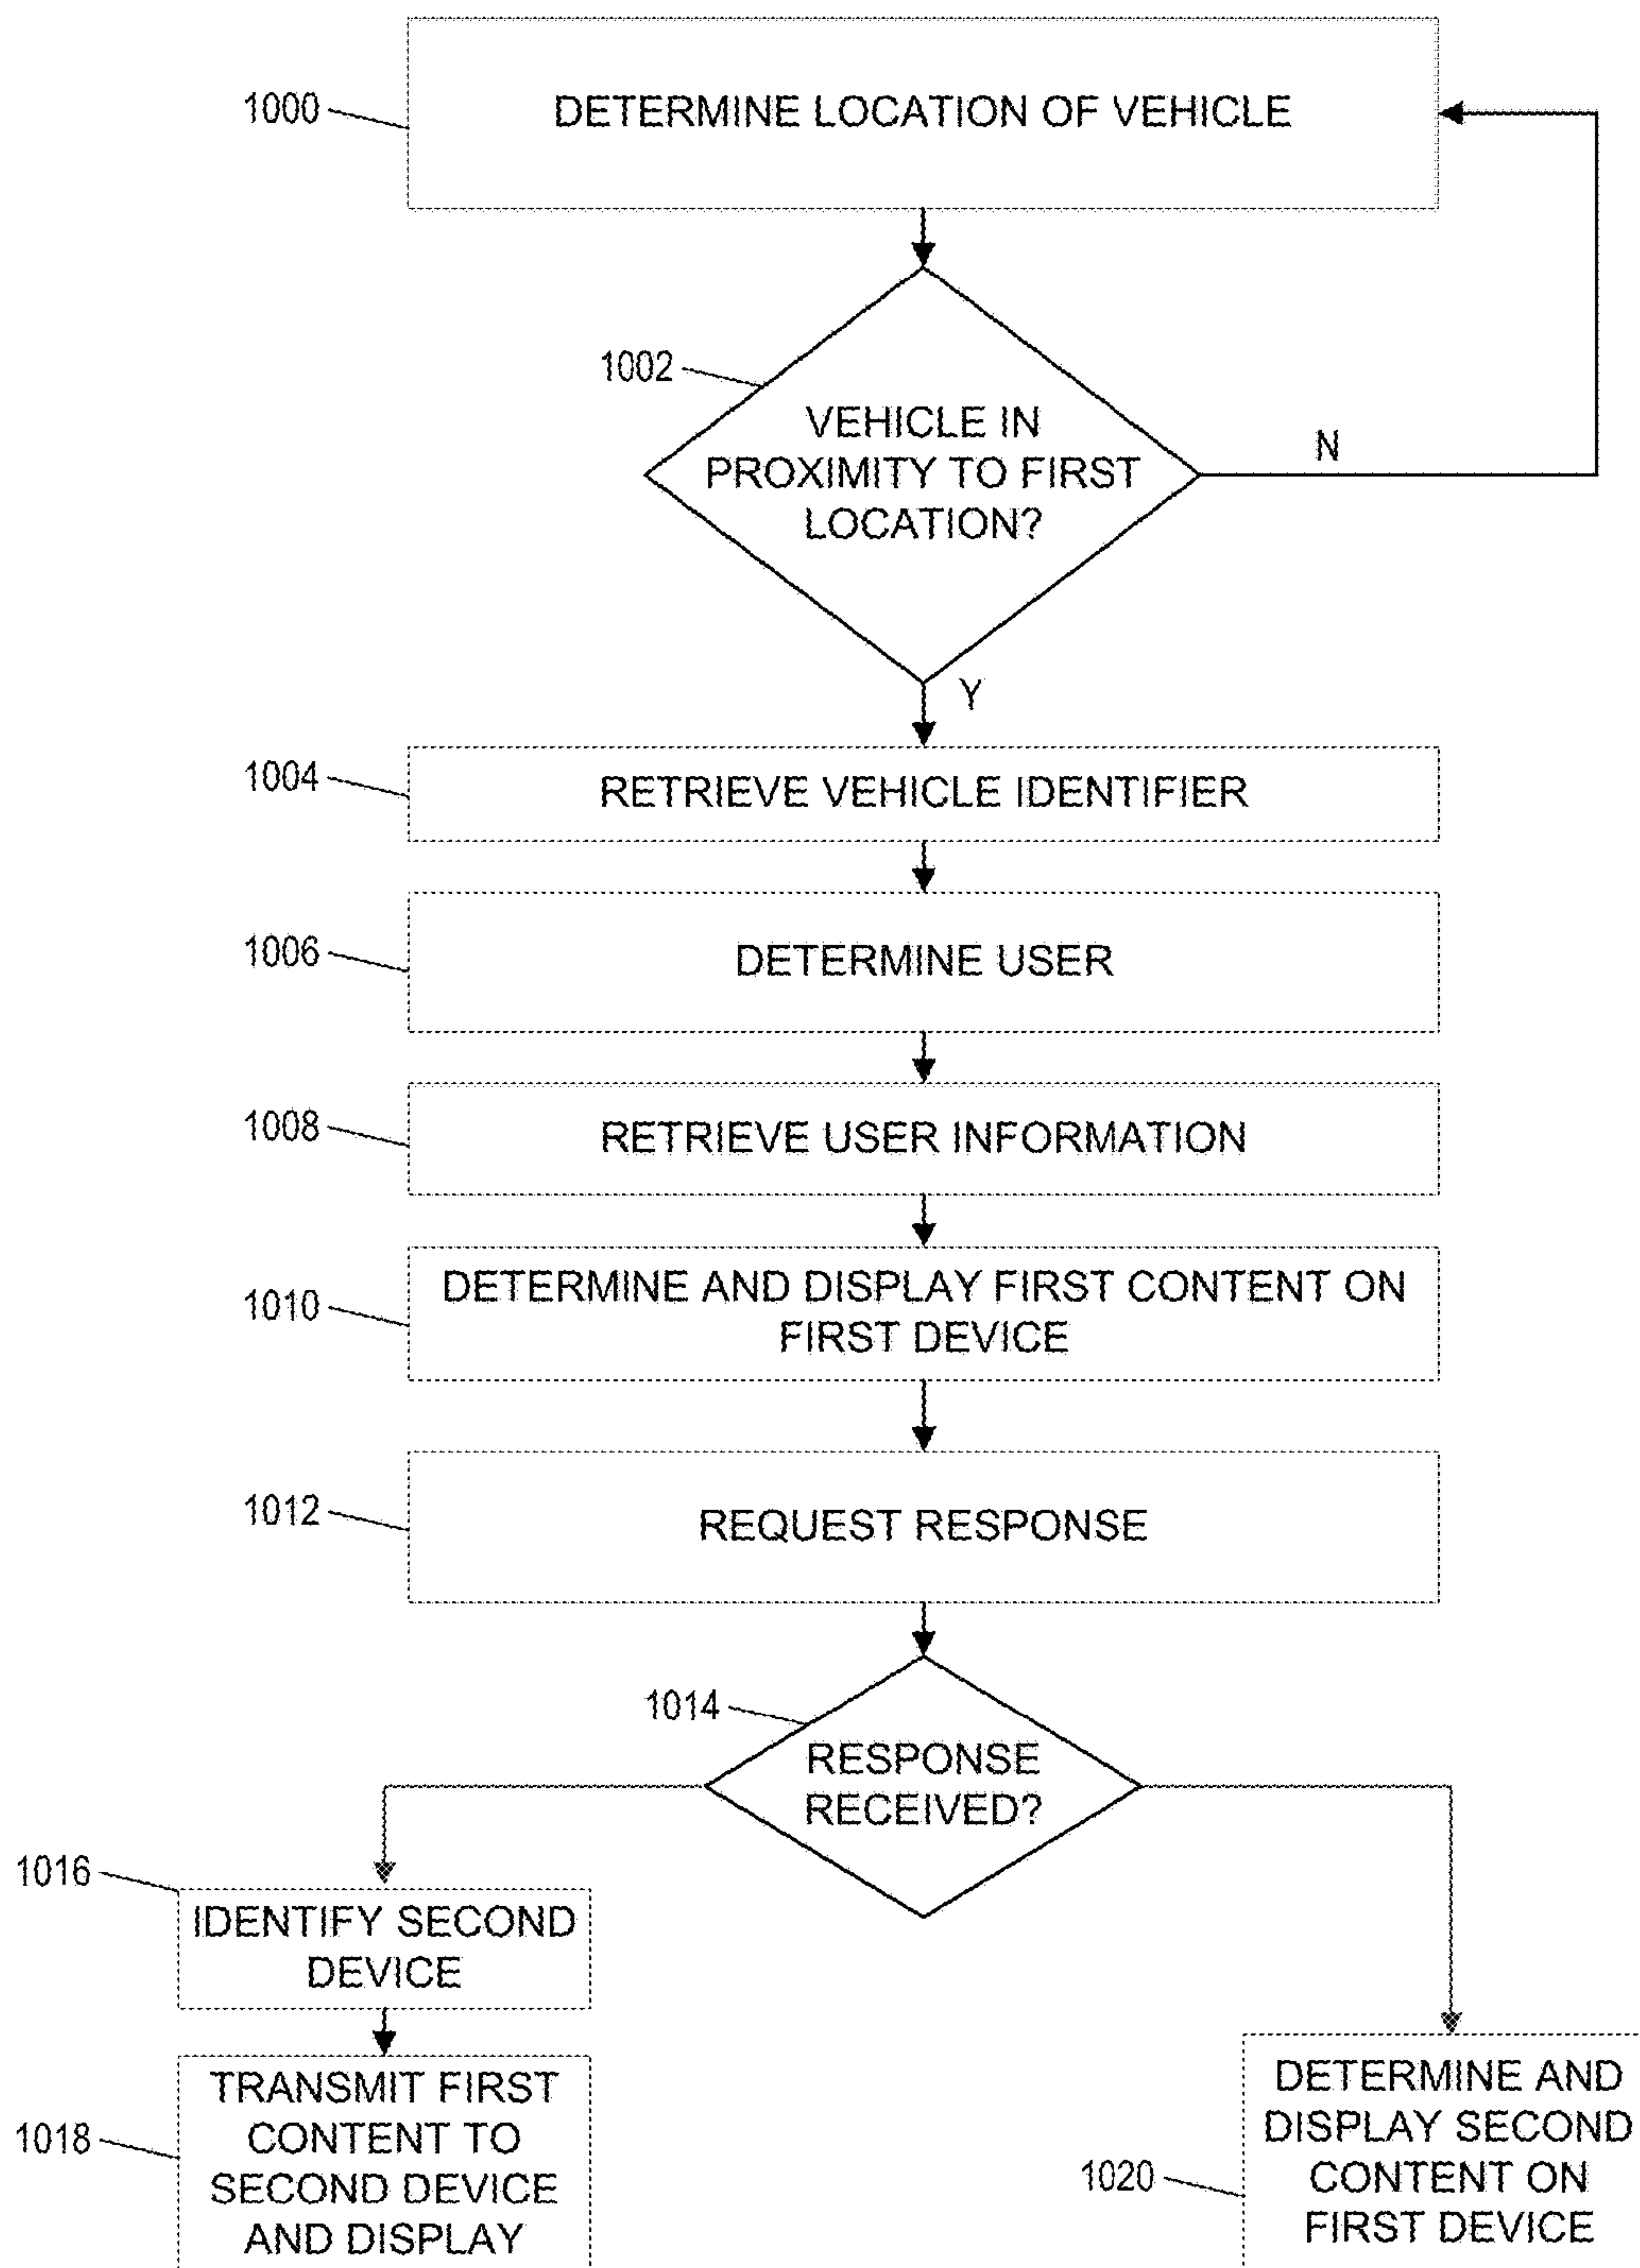 1000
DETERMINE LOCATION OF VEHICLE
1002
VEHICLE IN
PROXIMITY TO FIRST
LOCATION?
N
Y
1004
RETRIEVE VEHICLE IDENTIFIER
1006
DETERMINE USER
1008
RETRIEVE USER INFORMATION
1010
DETERMINE AND DISPLAY FIRST CONTENT ON
FIRST DEVICE
1012
REQUEST RESPONSE
1014
RESPONSE
RECEIVED?
1016
IDENTIFY SECOND
DEVICE
1018
TRANSMIT FIRST
CONTENT TO
SECOND DEVICE
AND DISPLAY
1020
DETERMINE AND
DISPLAY SECOND
CONTENT ON
FIRST DEVICE